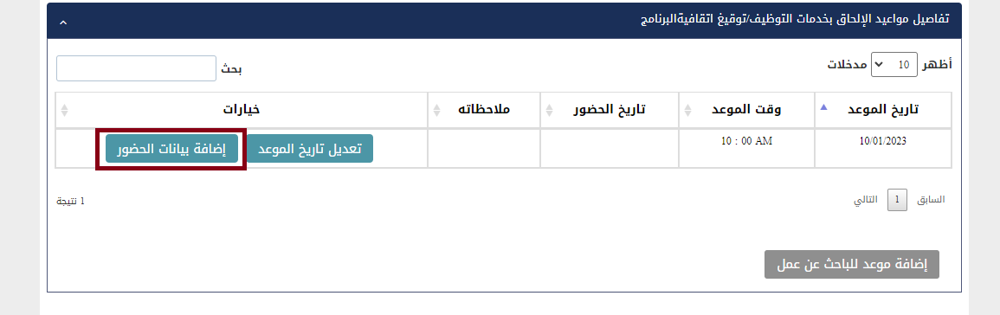 تفاصيل مواعيد الإلحاق بخدمات التوظيف/توقيع اتقافيةالبرنامج
أظهر 10 مدخلات
بحث
تاريخ الموعد وقت الموعد تاريخ الحضور ملاحظاته خيارات
10/01/2023 10 : 00 AM تعديل تاريخ الموعد إضافة بيانات الحضور
السابق 1 التالي
1 نتيجة
إضافة موعد للباحث عن عمل